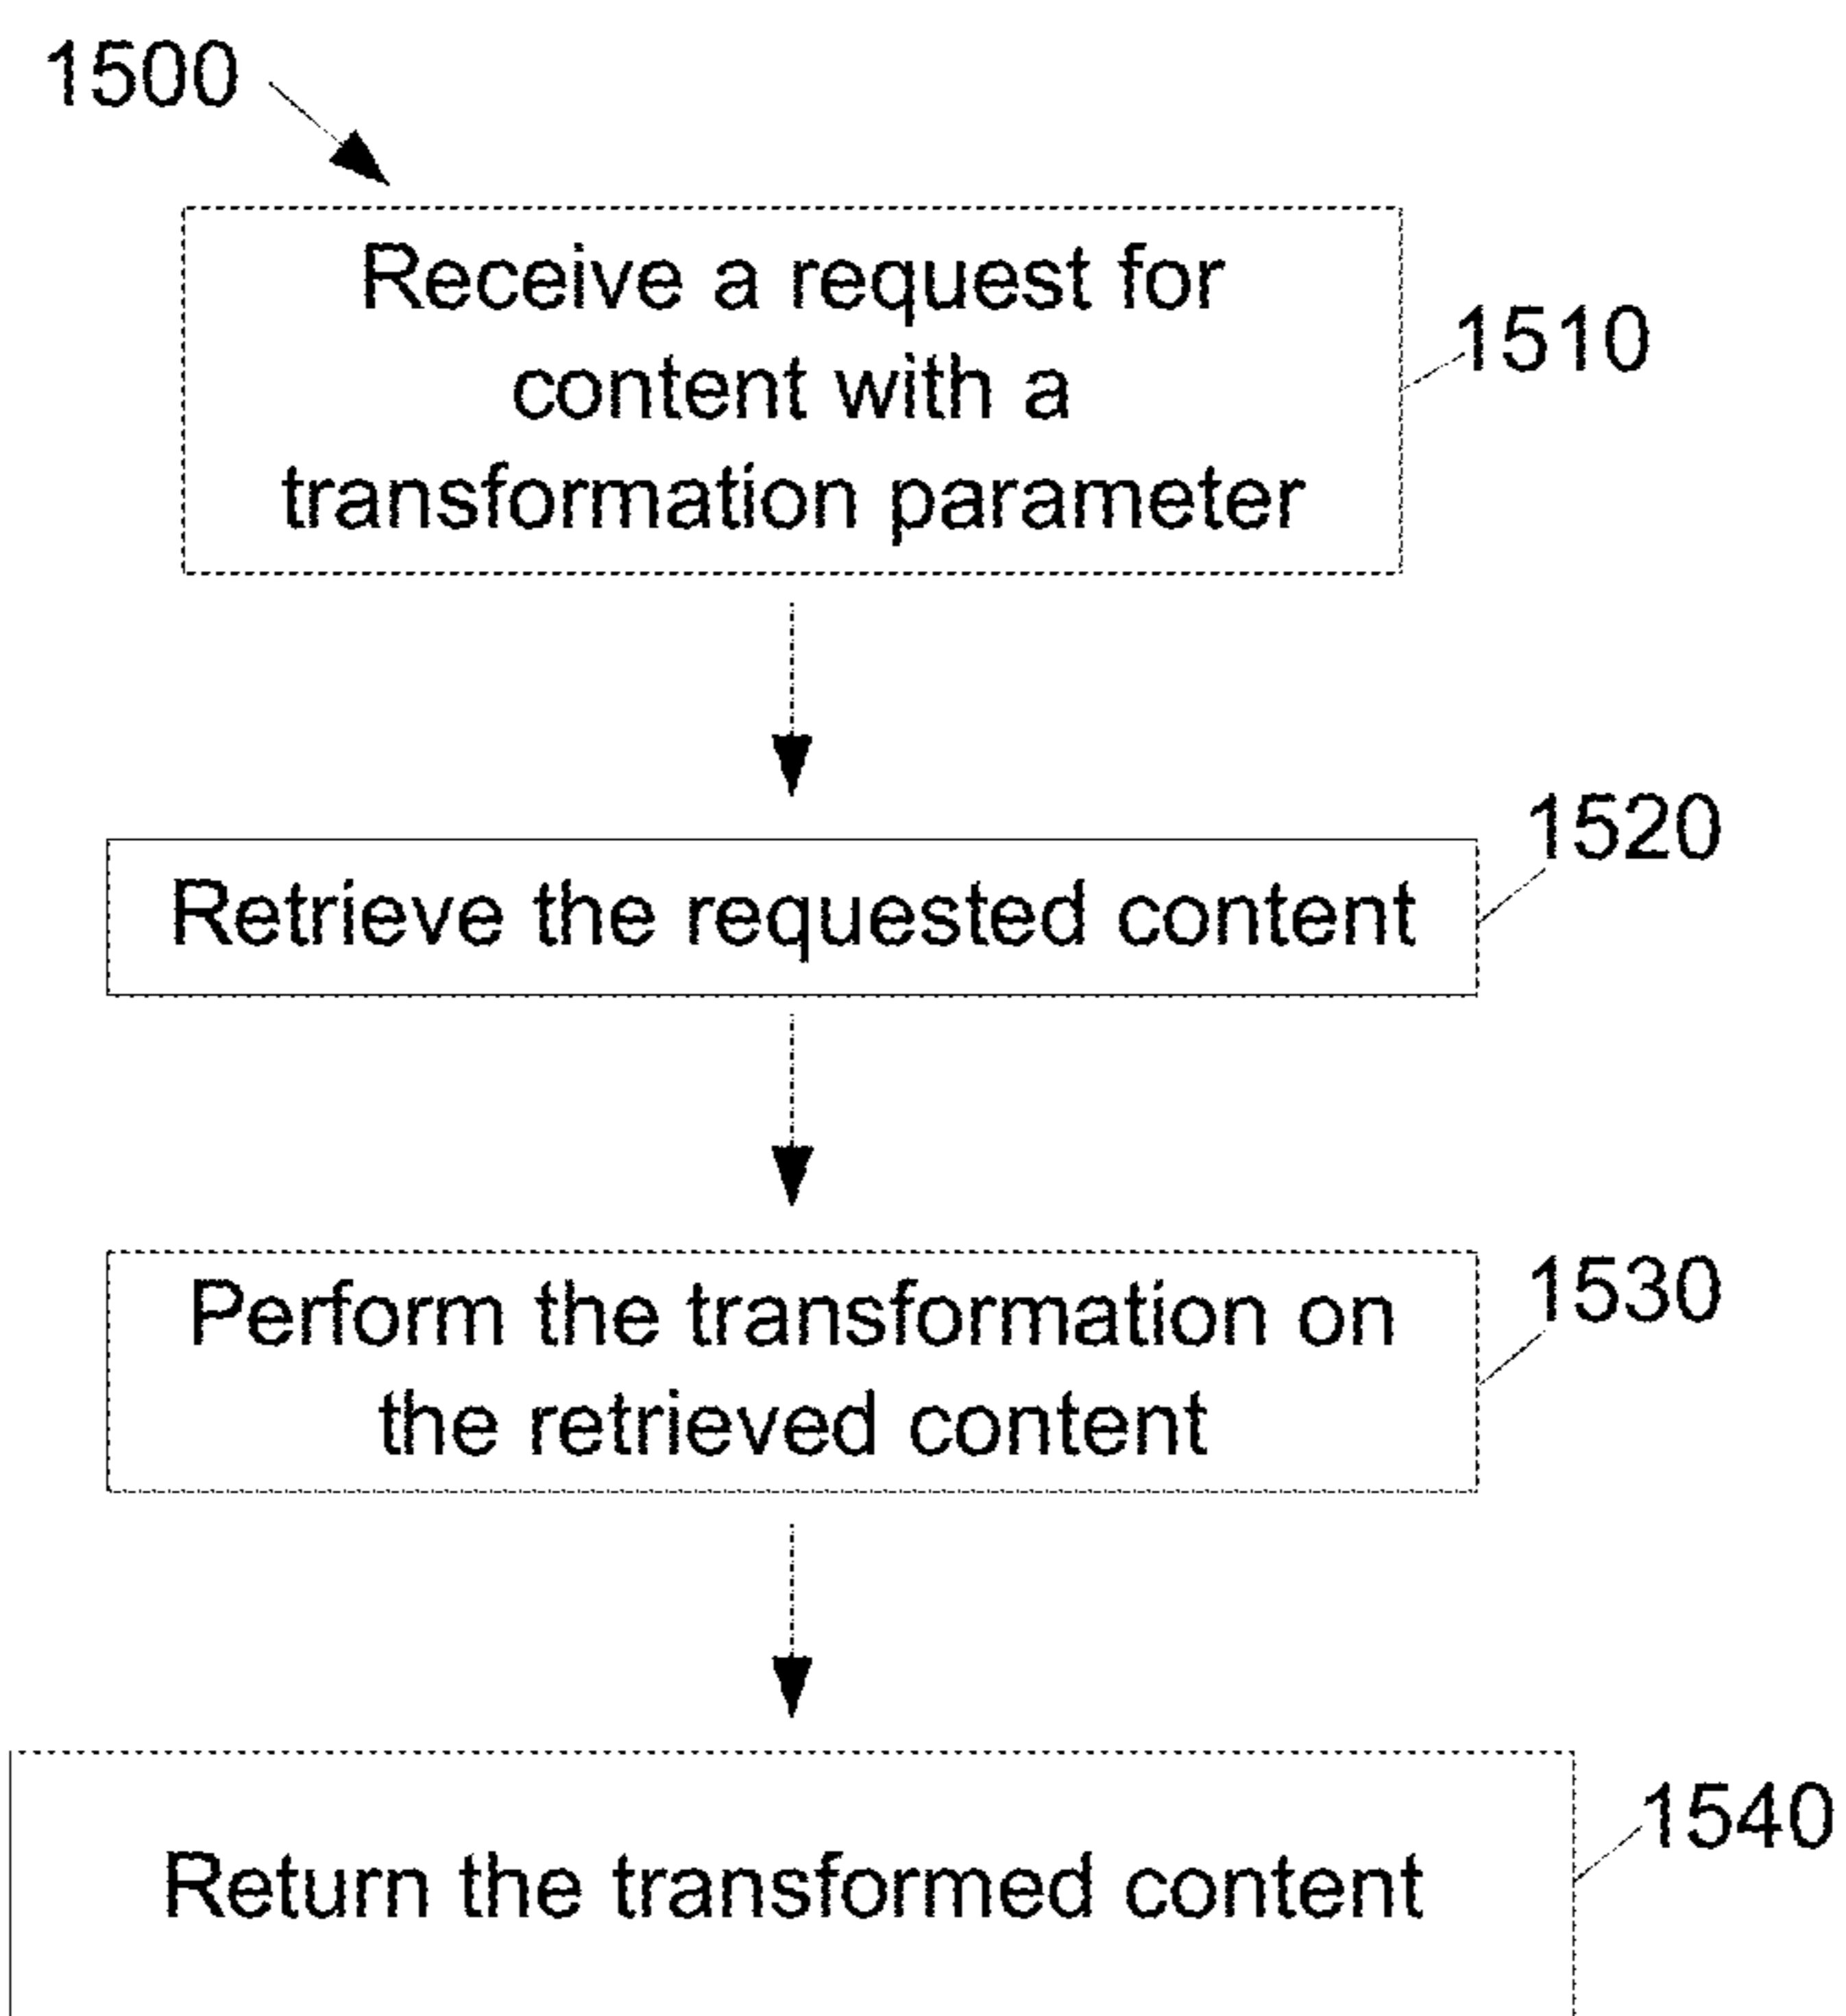 1500
Receive a request for
content with a
transformation parameter
1510
Retrieve the requested content
1520
Perform the transformation on
the retrieved content
1530
Return the transformed content
1540